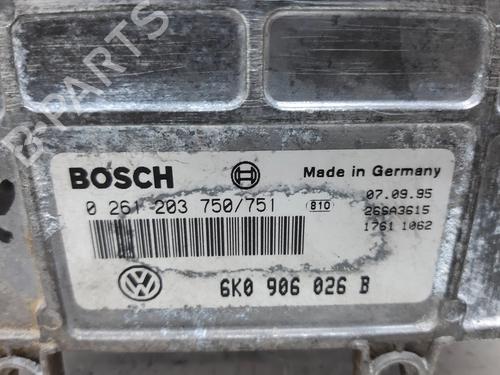 B-PARTS
BOSCH
Made in Germany
0 261 203 750/751
810
07.09.95
26SA3615
1761 1062
6K0 906 026 B